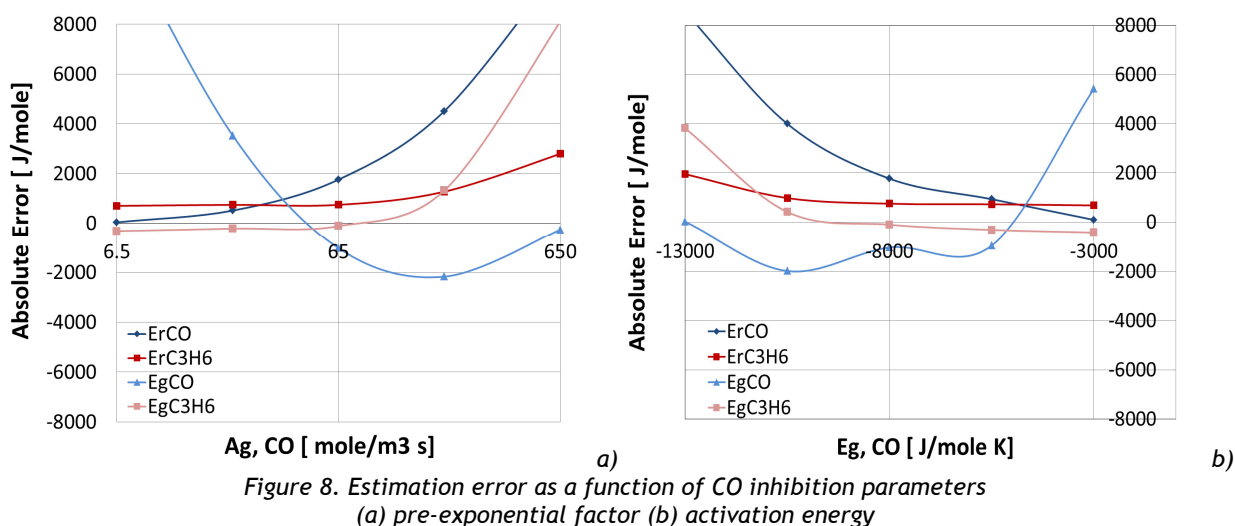 8000
6000
4000
2000
0
-2000
-4000
-6000
-8000
Absolute Error [ J/mole]
6.5
65
650
ErCO
ErC3H6
EgCO
EgC3H6
Ag, CO [ mole/m3 s]
a)
8000
6000
4000
2000
0
-2000
-4000
-6000
-8000
Absolute Error [ J/mole]
-13000
-8000
-3000
ErCO
ErC3H6
EgCO
EgC3H6
Eg, CO [ J/mole K]
b)
Figure 8. Estimation error as a function of CO inhibition parameters
(a) pre-exponential factor (b) activation energy